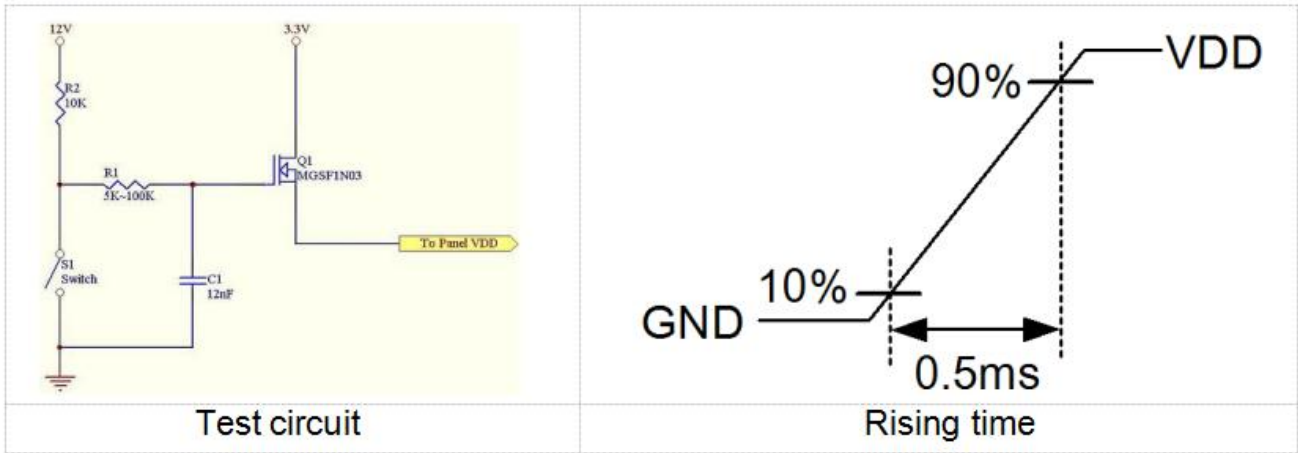 12V
3.3V
R2
10K
R1
5K~100K
Q1
MGSF1N03
To Panel VDD
S1
Switch
C1
12nF
Test circuit
VDD
90%
10%
GND
0.5ms
Rising time